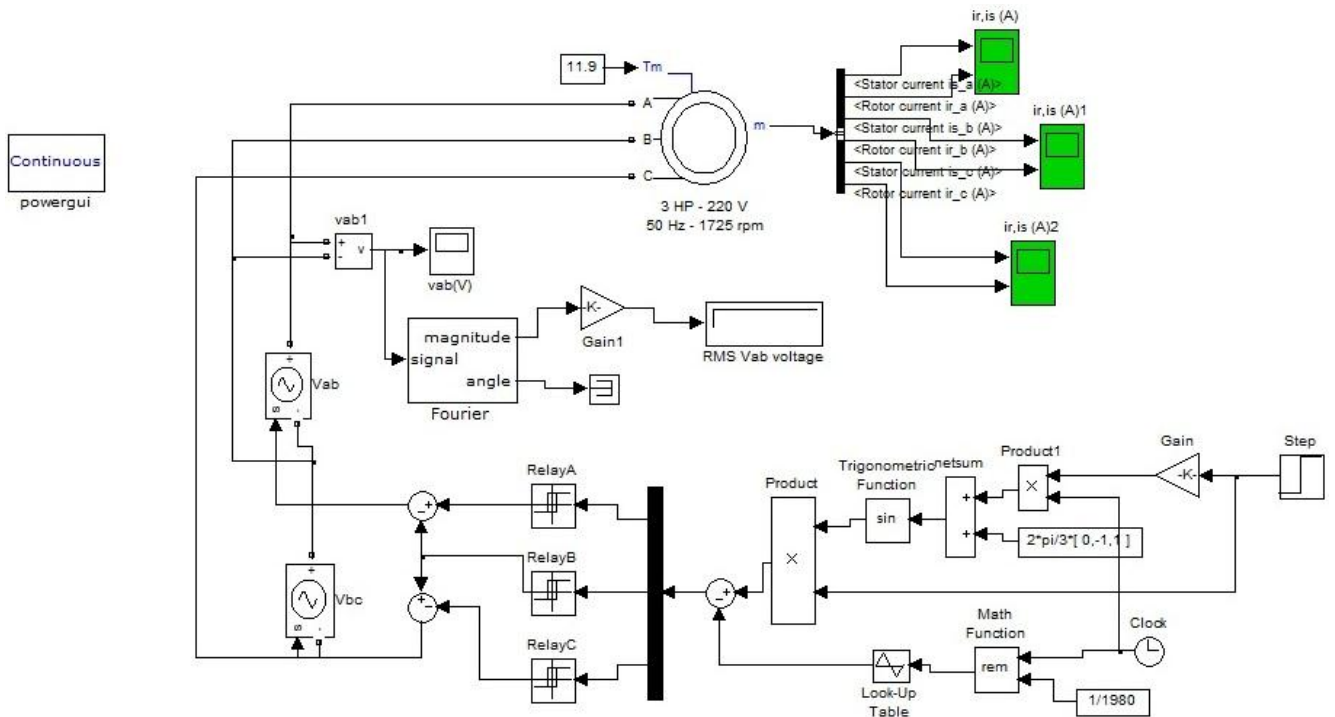 ir,is (A)
11.9
Tm
<Stator current is_a (A)>
A
<Rotor current ir_a (A)>
ir,is (A)1
<Stator current is_b (A)>
m
B
<Rotor current ir_b (A)>
Continuous
<Stator current is_c (A)>
C
<Rotor current ir_c (A)>
powergui
3 HP - 220 V
50 Hz - 1725 rpm
vab1
ir,is (A)2
+
v
-
vab(V)
-K-
magnitude
Gain1
signal
RMS Vab voltage
angle
Fourier
+
Vab
s
-
Gain
Step
Product1
netsum
Trigonometric
Function
RelayA
Product
-K-
×
+
sin
+
2*pi/3*[ 0,-1,1 ]
- +
RelayB
×
- +
+
Vbc
s
-
+ -
Math
Function
Clock
RelayC
rem
Look-Up
Table
1/1980